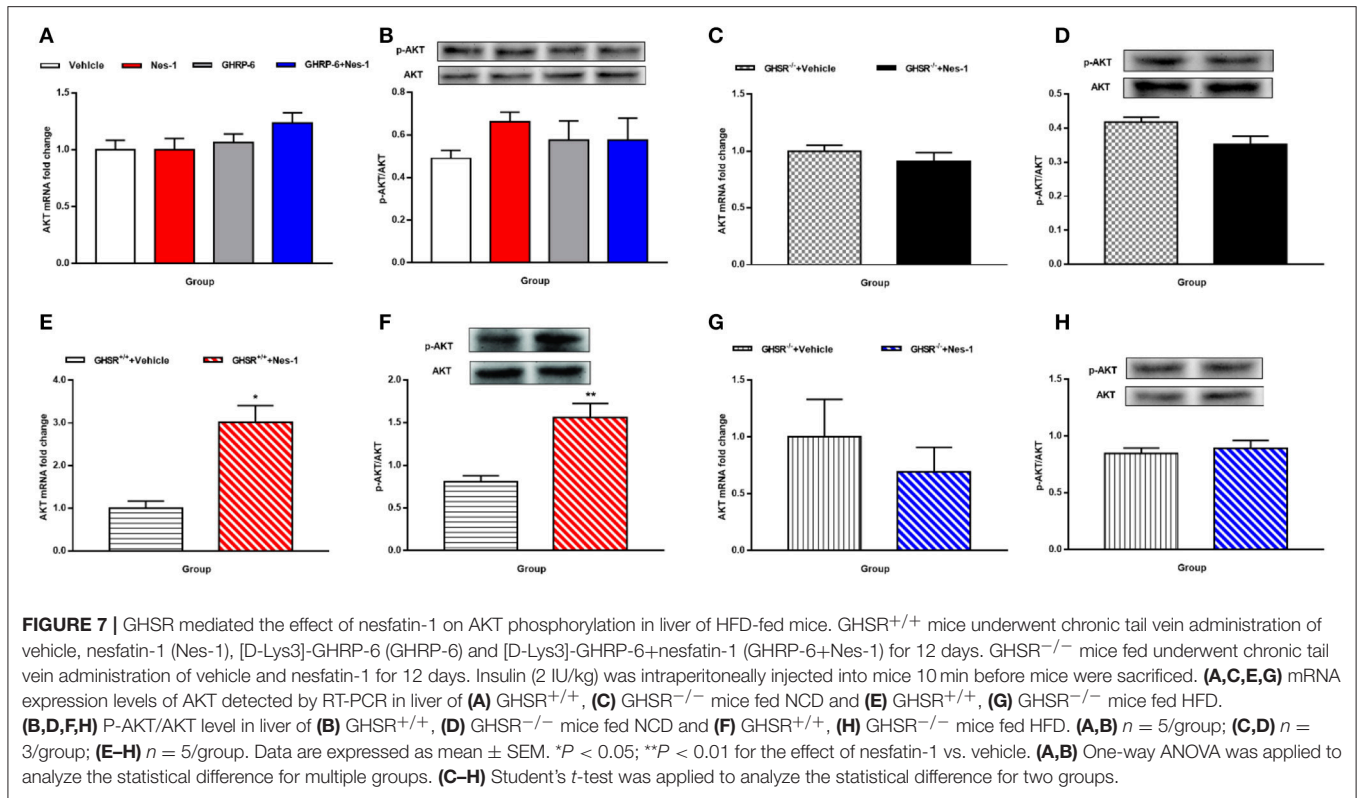 A
Vehicle Nes-1 GHRP-6 GHRP-6+Nes-1
AKT mRNA fold change
1.5
1.0
0.5
0.0
Group
B
p-AKT
AKT
p-AKT/AKT
0.8
0.6
0.4
0.2
0.0
Group
C
GHSR-/-+Vehicle GHSR-/-+Nes-1
AKT mRNA fold change
1.5
1.0
0.5
0.0
Group
D
p-AKT
AKT
p-AKT/AKT
0.5
0.4
0.3
0.2
0.1
0.0
Group
E
GHSR+/++Vehicle GHSR+/++Nes-1
AKT mRNA fold change
4.0
3.0
2.0
1.0
0.0
*
Group
F
p-AKT
AKT
p-AKT/AKT
2.0
1.5
1.0
0.5
0.0
**
Group
G
GHSR-/-+Vehicle GHSR-/-+Nes-1
AKT mRNA fold change
1.5
1.0
0.5
0.0
Group
H
p-AKT
AKT
p-AKT/AKT
1.5
1.0
0.5
0.0
Group
FIGURE 7 | GHSR mediated the effect of nesfatin-1 on AKT phosphorylation in liver of HFD-fed mice. GHSR+/+ mice underwent chronic tail vein administration of
vehicle, nesfatin-1 (Nes-1), [D-Lys3]-GHRP-6 (GHRP-6) and [D-Lys3]-GHRP-6+nesfatin-1 (GHRP-6+Nes-1) for 12 days. GHSR−/− mice fed underwent chronic tail
vein administration of vehicle and nesfatin-1 for 12 days. Insulin (2 IU/kg) was intraperitoneally injected into mice 10 min before mice were sacrificed. (A,C,E,G) mRNA
expression levels of AKT detected by RT-PCR in liver of (A) GHSR+/+, (C) GHSR−/− mice fed NCD and (E) GHSR+/+, (G) GHSR−/− mice fed HFD.
(B,D,F,H) P-AKT/AKT level in liver of (B) GHSR+/+, (D) GHSR−/− mice fed NCD and (F) GHSR+/+, (H) GHSR−/− mice fed HFD. (A,B) n = 5/group; (C,D) n =
3/group; (E–H) n = 5/group. Data are expressed as mean ± SEM. *P < 0.05; **P < 0.01 for the effect of nesfatin-1 vs. vehicle. (A,B) One-way ANOVA was applied to
analyze the statistical difference for multiple groups. (C–H) Student's t-test was applied to analyze the statistical difference for two groups.